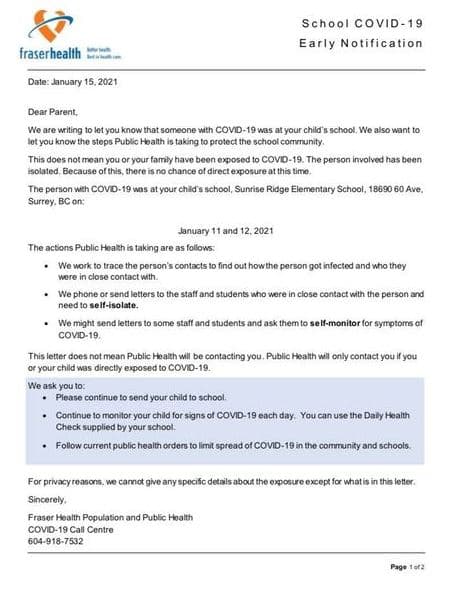 School COVID-19
Early Notification
fraserhealth
Better health.
Best in health care.
Date: January 15, 2021
Dear Parent,
We are writing to let you know that someone with COVID-19 was at your child's school. We also want to
let you know the steps Public Health is taking to protect the school community.
This does not mean you or your family have been exposed to COVID-19. The person involved has been
isolated. Because of this, there is no chance of direct exposure at this time.
The person with COVID-19 was at your child's school, Sunrise Ridge Elementary School, 18690 60 Ave,
Surrey, BC on:
January 11 and 12, 2021
The actions Public Health is taking are as follows:
• We work to trace the person's contacts to find out how the person got infected and who they
were in close contact with.
• We phone or send letters to the staff and students who were in close contact with the person and
need to self-isolate.
• We might send letters to some staff and students and ask them to self-monitor for symptoms of
COVID-19.
This letter does not mean Public Health will be contacting you. Public Health will only contact you if you
or your child was directly exposed to COVID-19.
We ask you to:
• Please continue to send your child to school.
• Continue to monitor your child for signs of COVID-19 each day. You can use the Daily Health
Check supplied by your school.
• Follow current public health orders to limit spread of COVID-19 in the community and schools.
For privacy reasons, we cannot give any specific details about the exposure except for what is in this letter.
Sincerely,
Fraser Health Population and Public Health
COVID-19 Call Centre
604-918-7532
Page 1 of 2